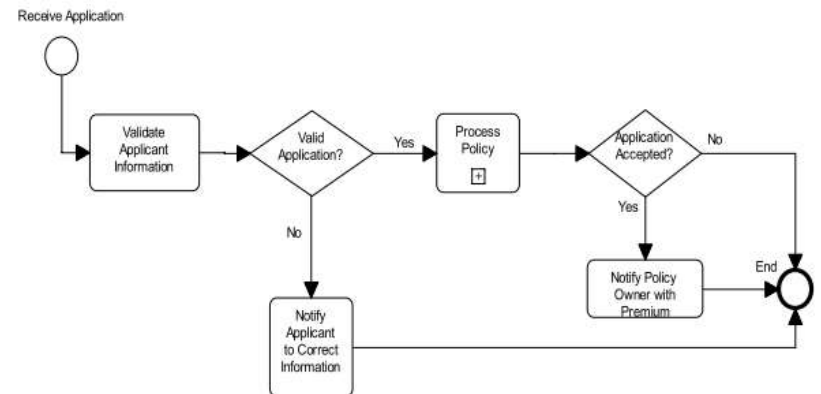 Receive Application
Validate
Applicant
Information
Valid
Application?
Yes
Process
Policy
+
Application
Accepted?
No
Yes
No
Notify Policy
Owner with
Premium
End
Notify
Applicant
to Correct
Information